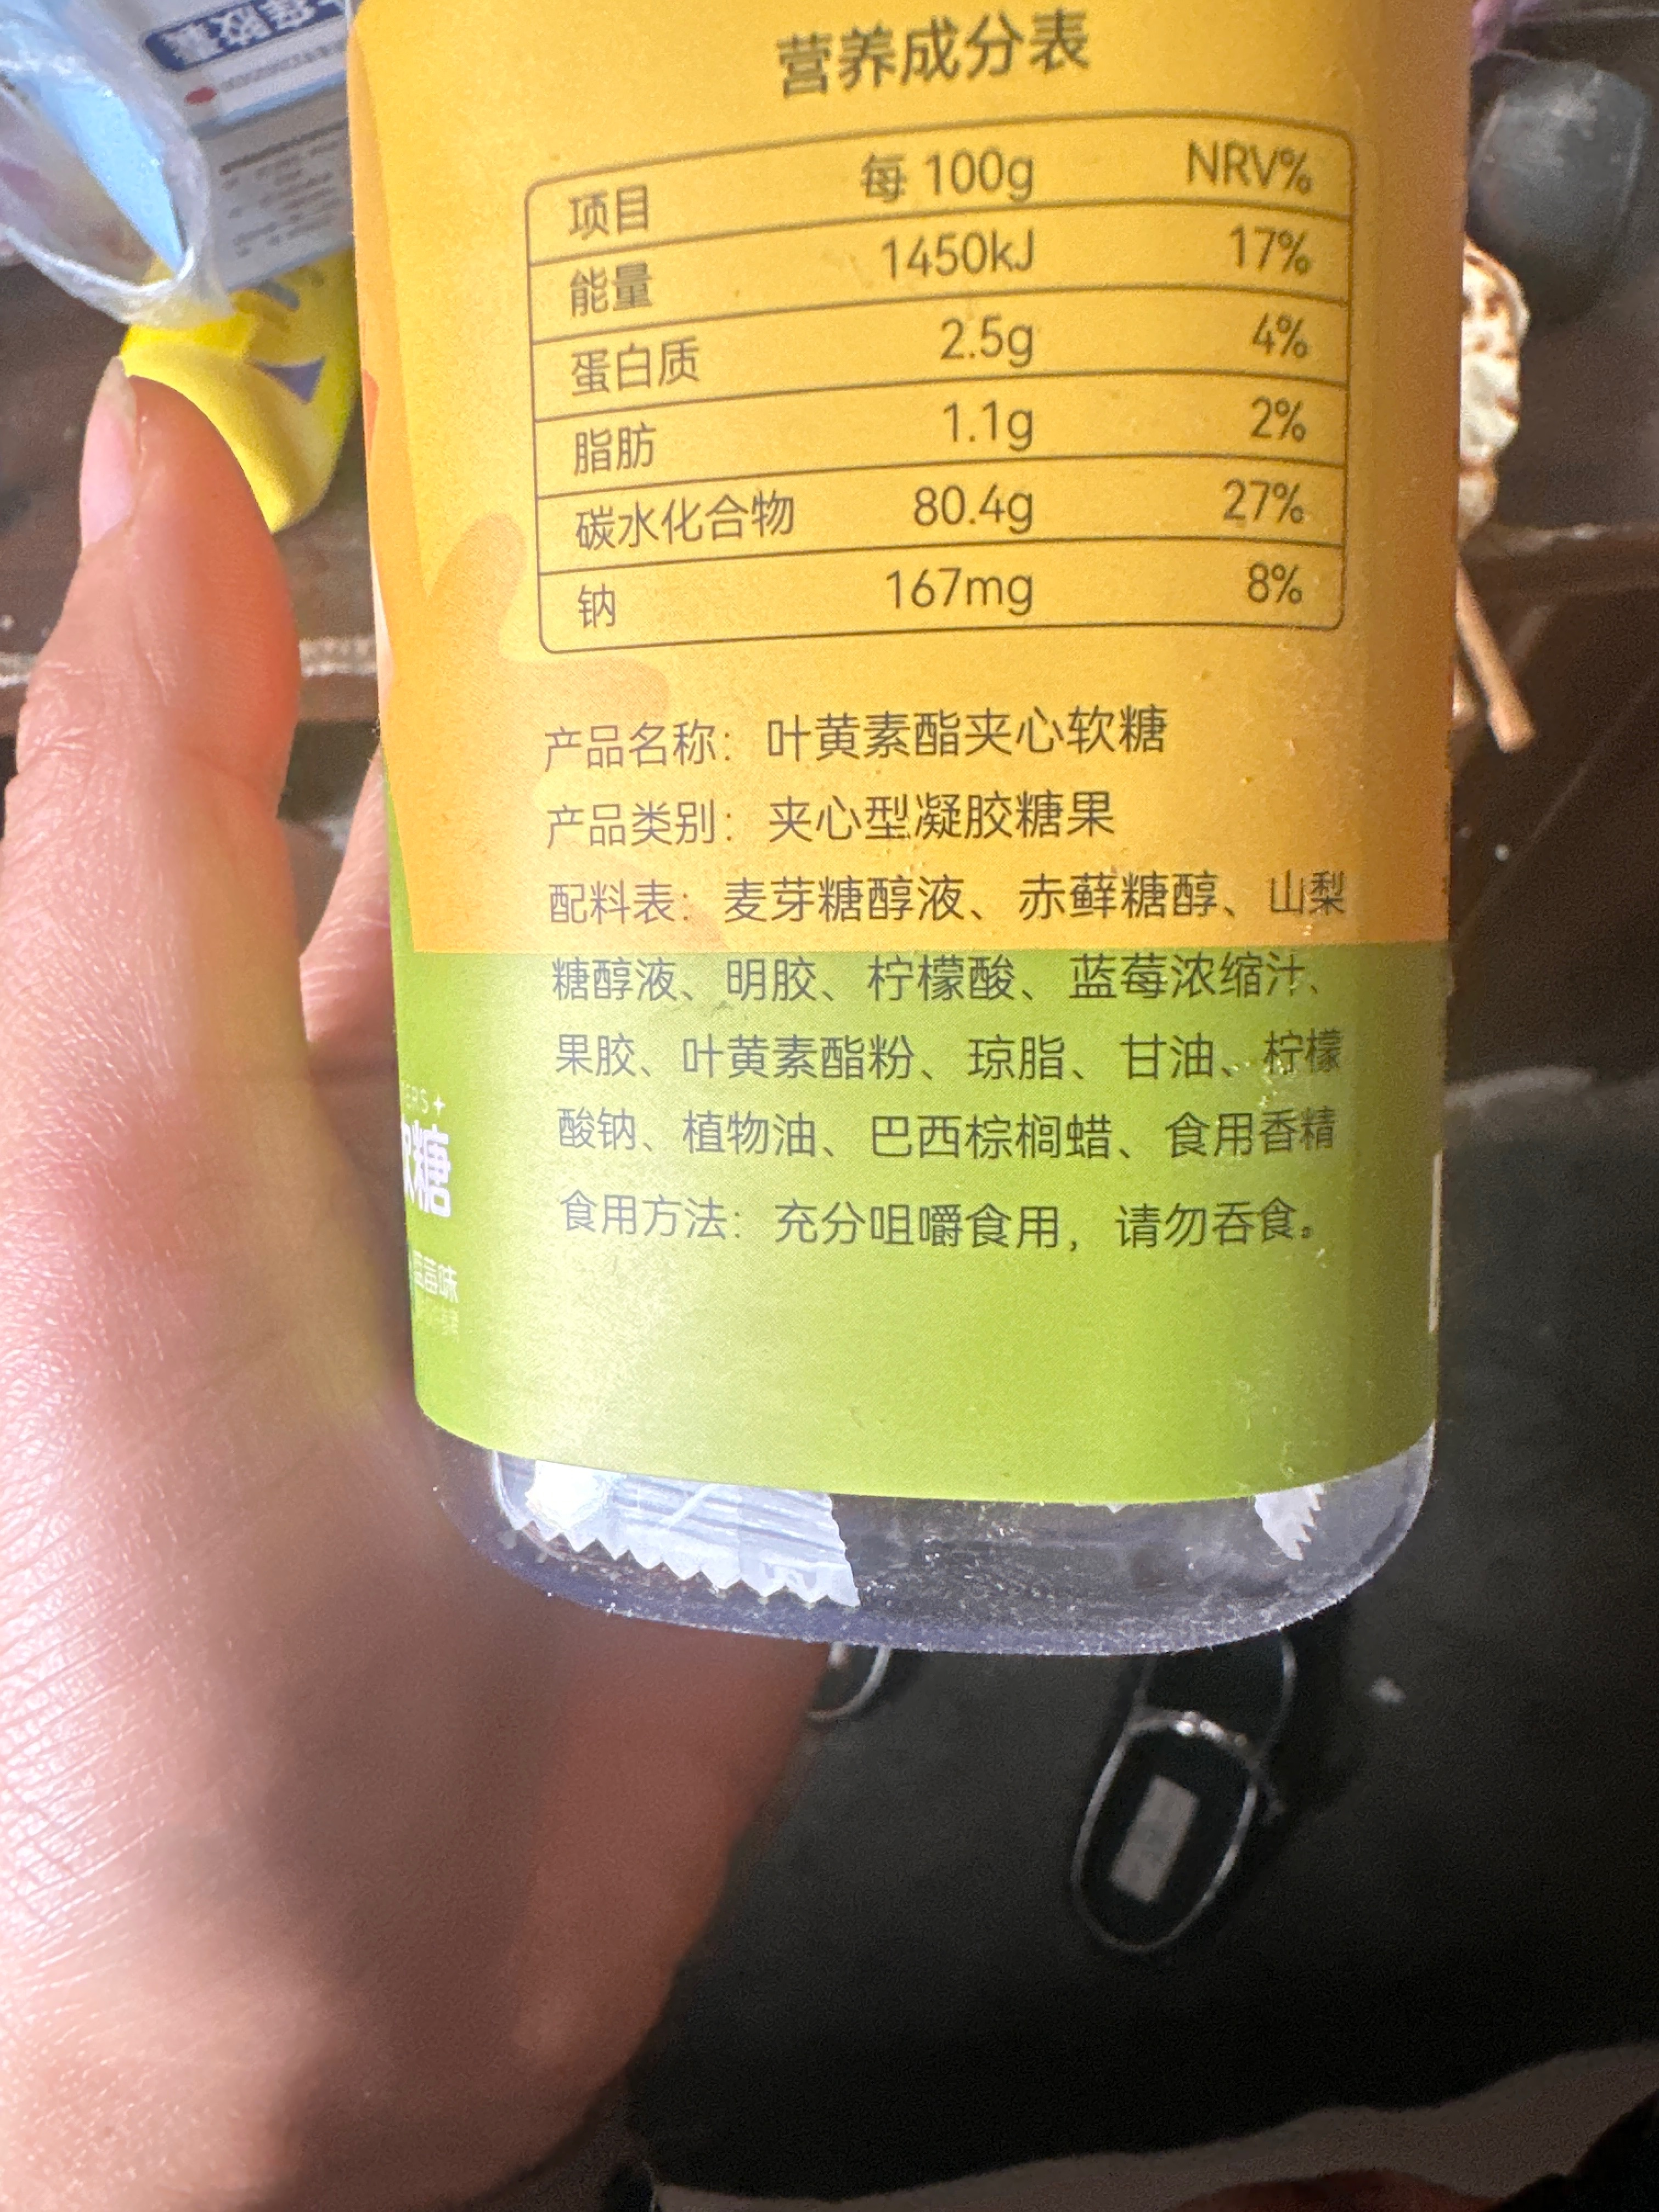 营养成分表
项目 每 100g NRV%
能量 1450kJ 17%
蛋白质 2.5g 4%
脂肪 1.1g 2%
碳水化合物 80.4g 27%
钠 167mg 8%
产品名称：叶黄素酯夹心软糖
产品类别：夹心型凝胶糖果
配料表：麦芽糖醇液、赤藓糖醇、山梨
糖醇液、明胶、柠檬酸、蓝莓浓缩汁、
果胶、叶黄素酯粉、琼脂、甘油、柠檬
酸钠、植物油、巴西棕榈蜡、食用香精
食用方法：充分咀嚼食用，请勿吞食。
ERS+
软糖
蓝莓味